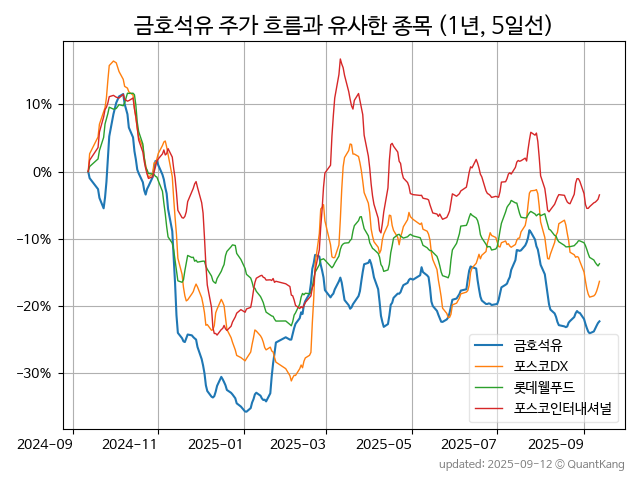 금호석유 주가 흐름과 유사한 종목 (1년, 5일선)
10%
0%
−10%
−20%
−30%
금호석유
포스코DX
롯데웰푸드
포스코인터내셔널
2024-09 2024-11 2025-01 2025-03 2025-05 2025-07 2025-09
updated: 2025-09-12 © QuantKang